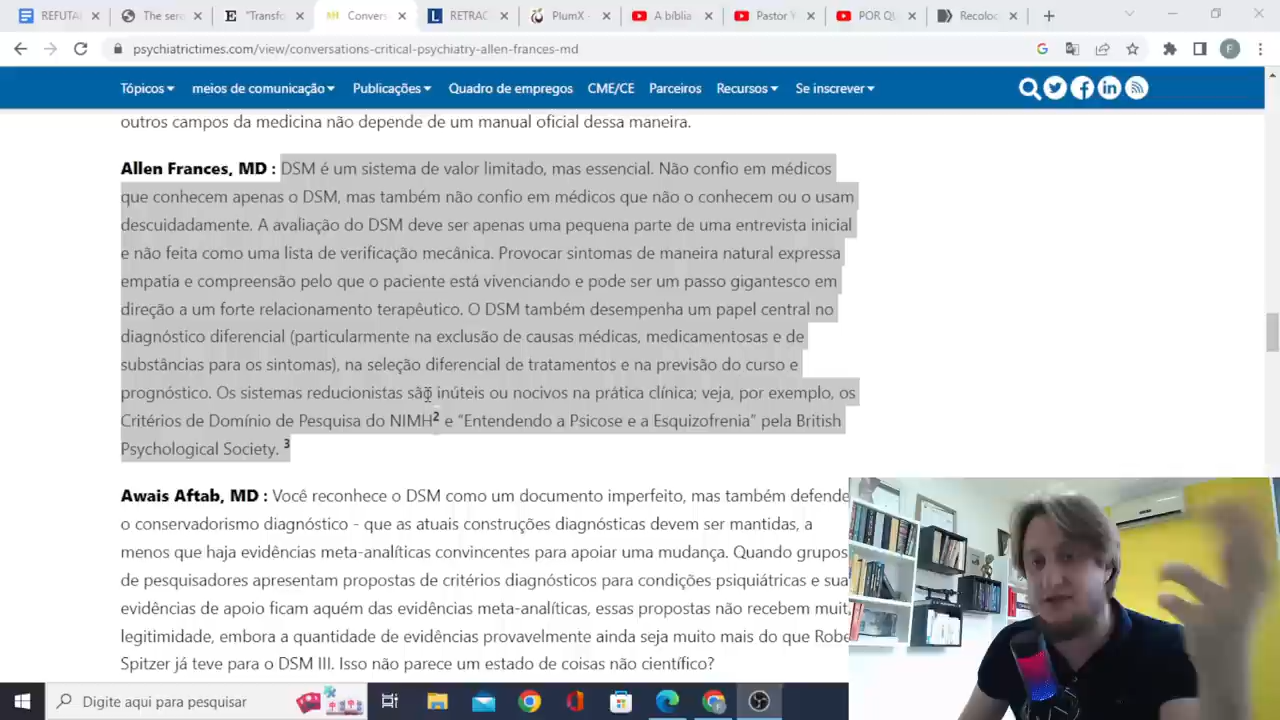 REFUTA
The sere
"Transfo
Convers
RETRAC
PlumX -
A bíblia
Pastor
POR QU
Recoloc
psychiatrictimes.com/view/conversations-critical-psychiatry-allen-frances-md
F
Tópicos
meios de comunicação
Publicações
Quadro de empregos
CME/CE
Parceiros
Recursos
Se inscrever
outros campos da medicina não depende de um manual oficial dessa maneira.
Allen Frances, MD : DSM é um sistema de valor limitado, mas essencial. Não confio em médicos
que conhecem apenas o DSM, mas também não confio em médicos que não o conhecem ou o usam
descuidadamente. A avaliação do DSM deve ser apenas uma pequena parte de uma entrevista inicial
e não feita como uma lista de verificação mecânica. Provocar sintomas de maneira natural expressa
empatia e compreensão pelo que o paciente está vivenciando e pode ser um passo gigantesco em
direção a um forte relacionamento terapêutico. O DSM também desempenha um papel central no
diagnóstico diferencial (particularmente na exclusão de causas médicas, medicamentosas e de
substâncias para os sintomas), na seleção diferencial de tratamentos e na previsão do curso e
prognóstico. Os sistemas reducionistas são inúteis ou nocivos na prática clínica; veja, por exemplo, os
Critérios de Domínio de Pesquisa do NIMH² e “Entendendo a Psicose e a Esquizofrenia” pela British
Psychological Society. ³
Awais Aftab, MD : Você reconhece o DSM como um documento imperfeito, mas também defende
o conservadorismo diagnóstico - que as atuais construções diagnósticas devem ser mantidas, a
menos que haja evidências meta-analíticas convincentes para apoiar uma mudança. Quando grupos
de pesquisadores apresentam propostas de critérios diagnósticos para condições psiquiátricas e sua
evidências de apoio ficam aquém das evidências meta-analíticas, essas propostas não recebem muit
legitimidade, embora a quantidade de evidências provavelmente ainda seja muito mais do que Robe
Spitzer já teve para o DSM III. Isso não parece um estado de coisas não científico?
Digite aqui para pesquisar